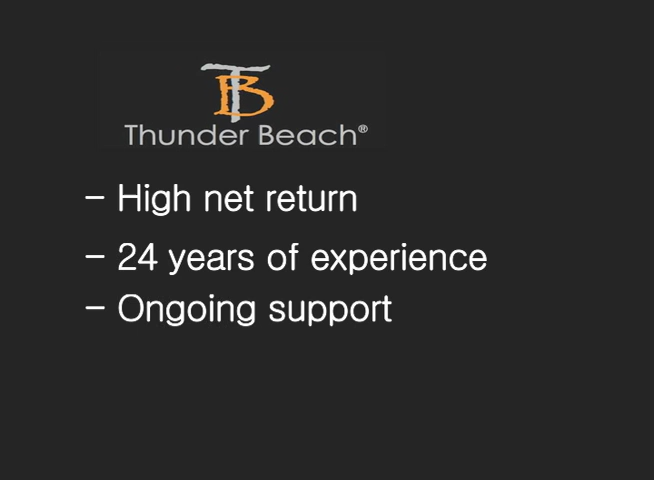 TB
Thunder Beach®
– High net return
– 24 years of experience
– Ongoing support